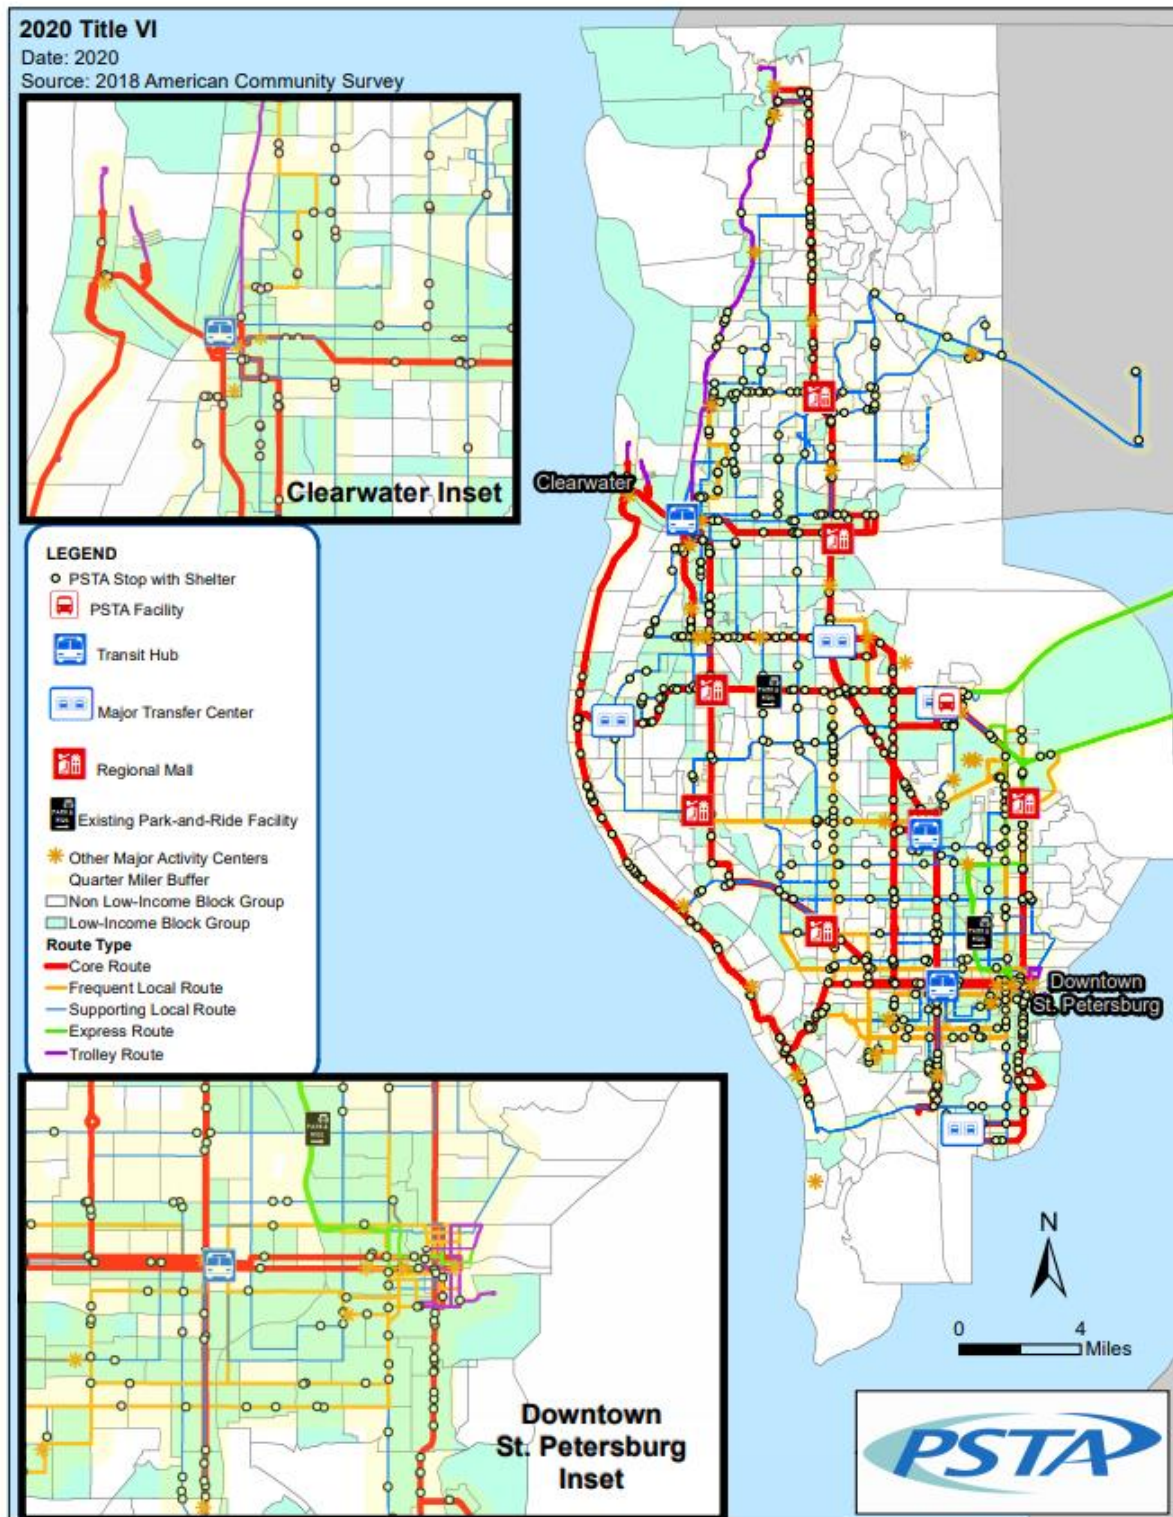 2020 Title VI
Date: 2020
Source: 2018 American Community Survey
Clearwater Inset
LEGEND
PSTA Stop with Shelter
PSTA Facility
Transit Hub
Major Transfer Center
Regional Mall
Existing Park-and-Ride Facility
Other Major Activity Centers
Quarter Miler Buffer
Non Low-Income Block Group
Low-Income Block Group
Route Type
Core Route
Frequent Local Route
Supporting Local Route
Express Route
Trolley Route
Clearwater
Downtown
St. Petersburg
Downtown
St. Petersburg
Inset
N
0 4
Miles
PSTA